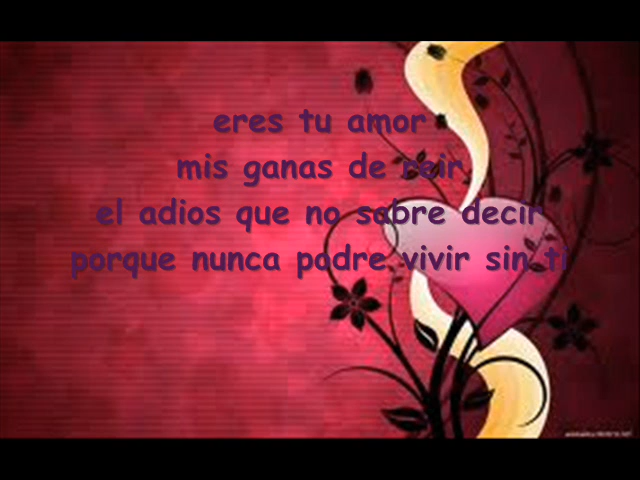 eres tu amor
mis ganas de reir
el adios que no sabre decir
porque nunca podre vivir sin ti